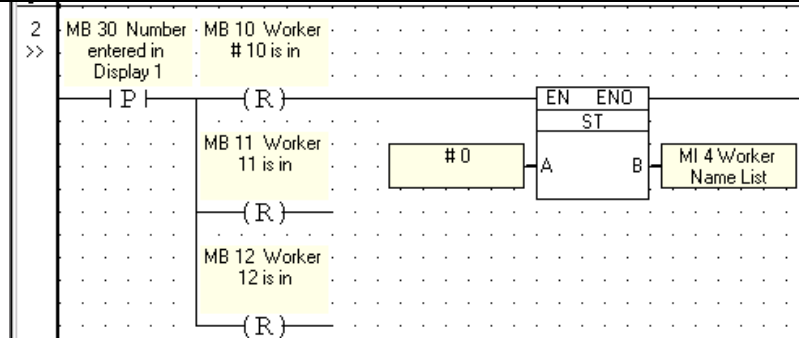 2
>>
MB 30 Number
entered in
Display 1
P
MB 10 Worker
# 10 is in
(R)
EN ENO
ST
# 0
A
B
MI 4 Worker
Name List
MB 11 Worker
11 is in
(R)
MB 12 Worker
12 is in
(R)